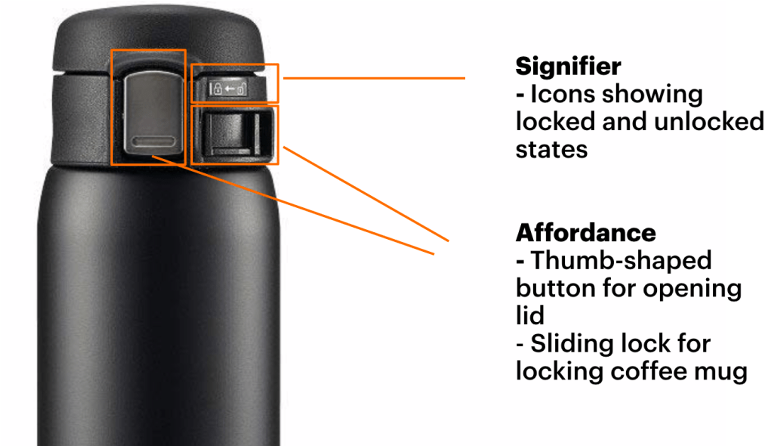 Signifier
- Icons showing
locked and unlocked
states
Affordance
- Thumb-shaped
button for opening
lid
- Sliding lock for
locking coffee mug